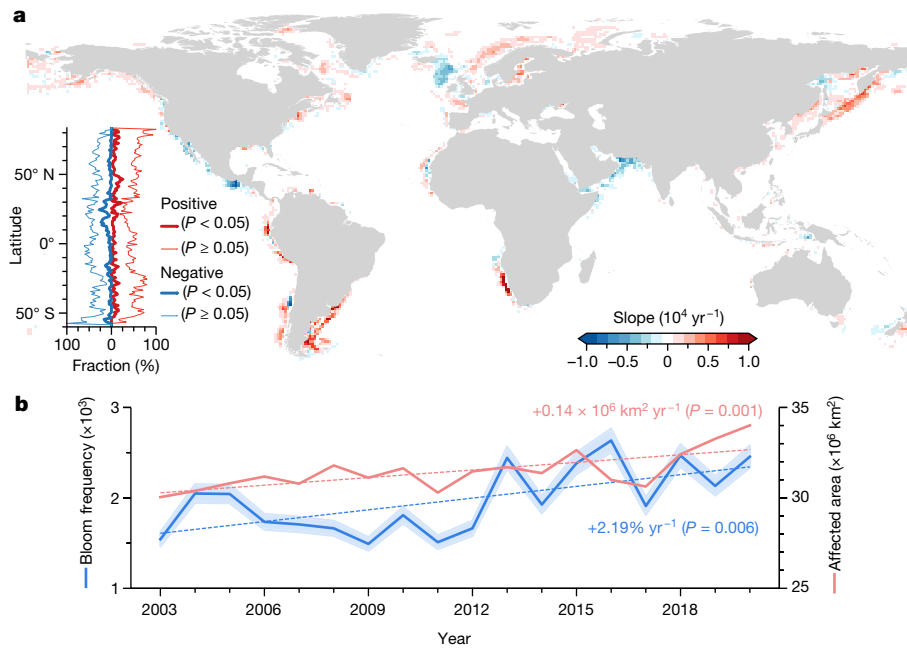 a
50° N
0°
50° S
Latitude
100 0 100
Fraction (%)
Positive
(P < 0.05)
(P ≥ 0.05)
Negative
(P < 0.05)
(P ≥ 0.05)
Slope (10⁴ yr⁻¹)
−1.0 −0.5 0 0.5 1.0
b
Bloom frequency (×10³)
3
2
1
+0.14 × 10⁶ km² yr⁻¹ (P = 0.001)
+2.19% yr⁻¹ (P = 0.006)
35
30
25
Affected area (×10⁶ km²)
2003 2006 2009 2012 2015 2018
Year